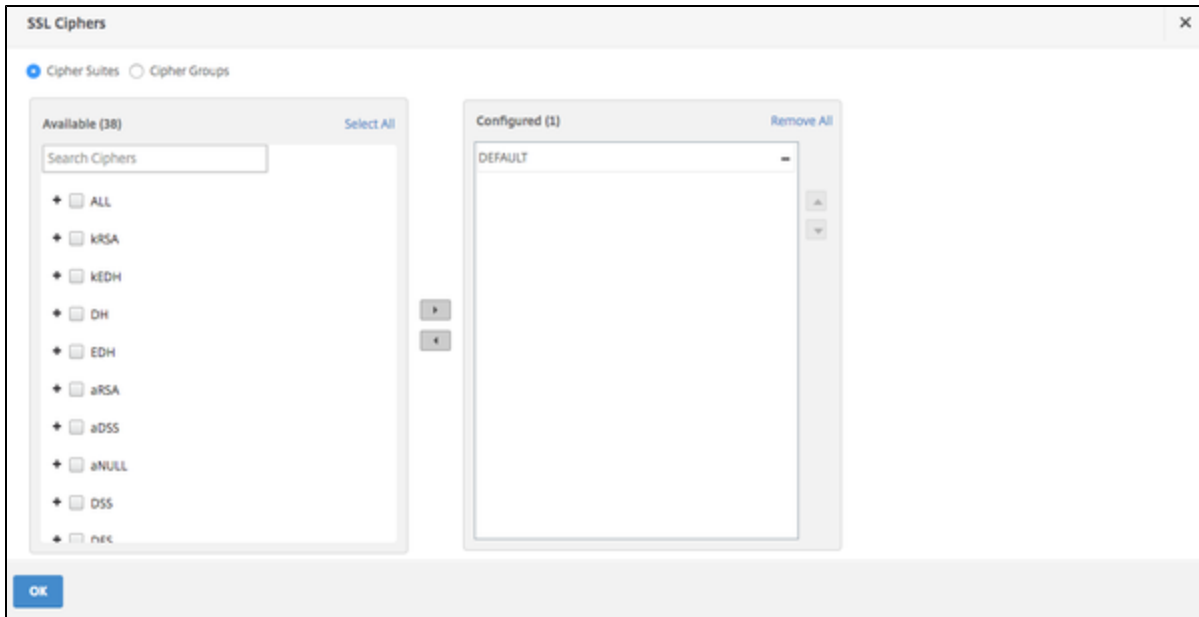 SSL Ciphers
Cipher Suites Cipher Groups
Available (38) Select All
Search Ciphers
ALL
kRSA
kEDH
DH
EDH
aRSA
aDSS
aNULL
DSS
DES
Configured (1) Remove All
DEFAULT
OK